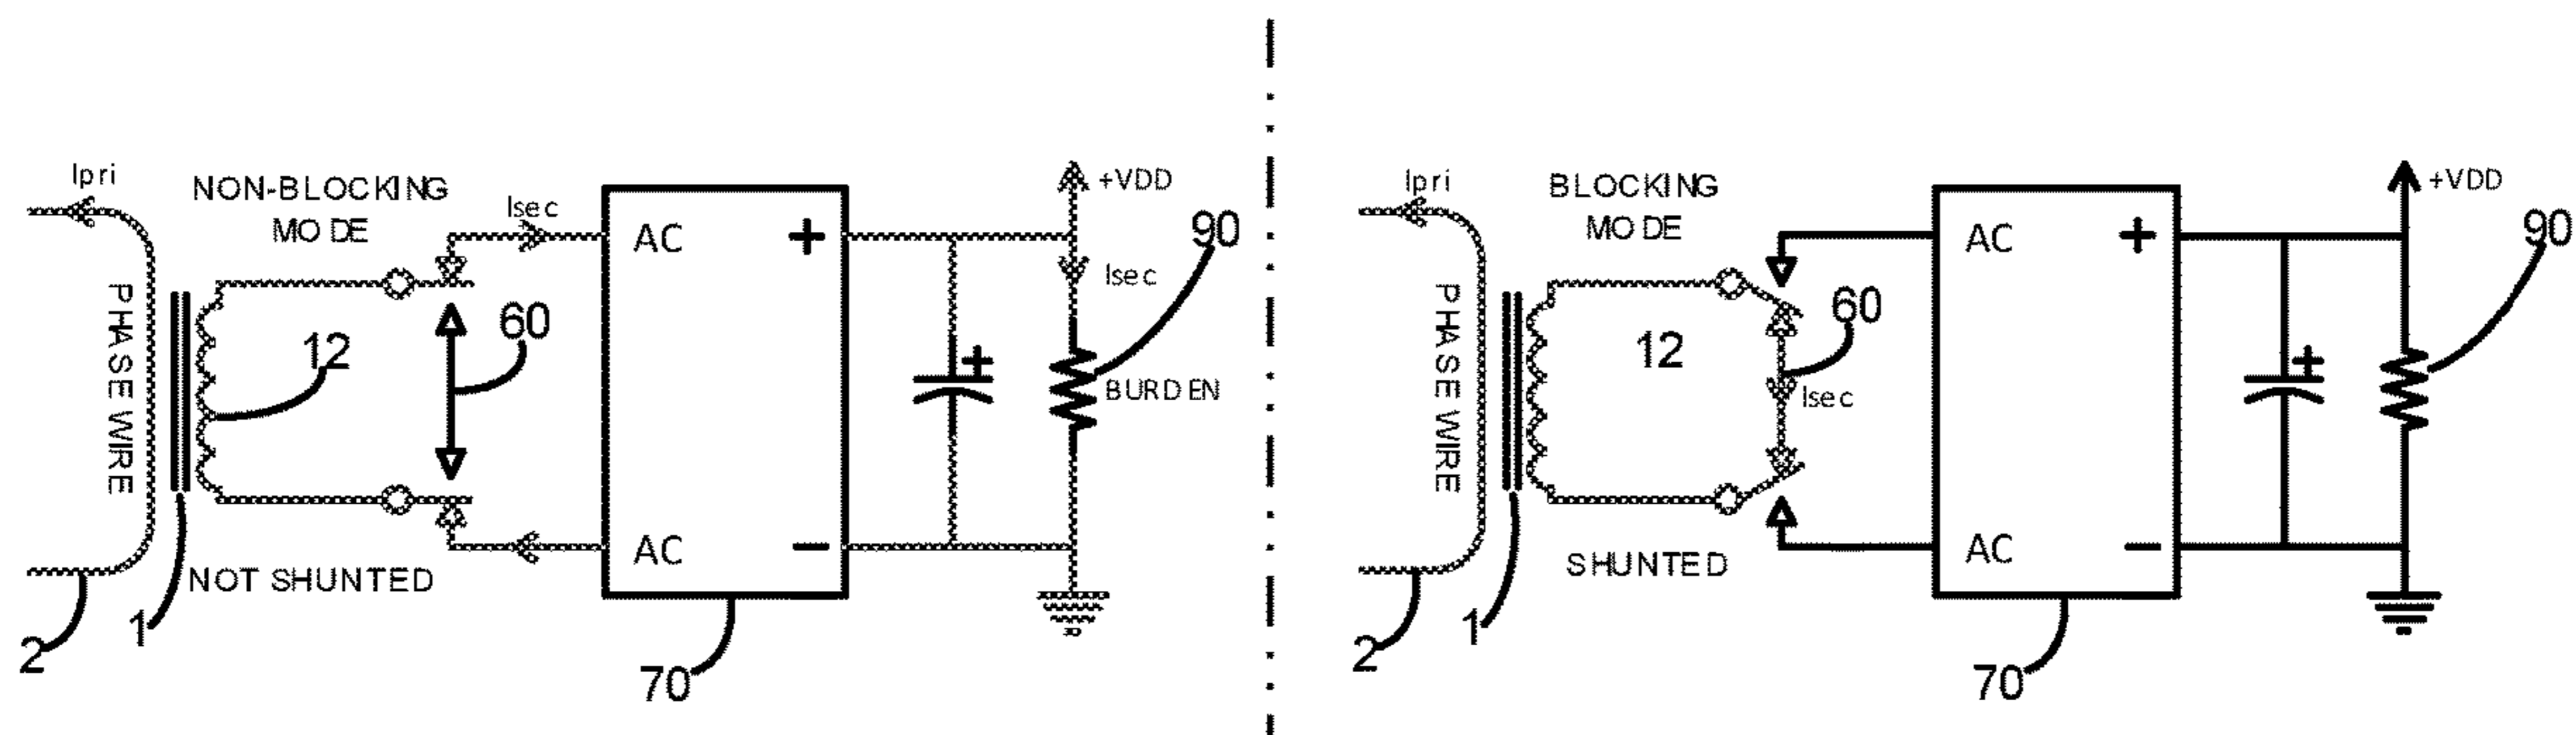 Ipri
NON-BLOCKING
MODE
Isec
+VDD
90
AC
+
Isec
PHASE WIRE
12
60
+
BURDEN
AC
−
NOT SHUNTED
2
1
70
Ipri
BLOCKING
MODE
+VDD
90
AC
+
PHASE WIRE
12
60
Isec
+
AC
−
SHUNTED
2
1
70